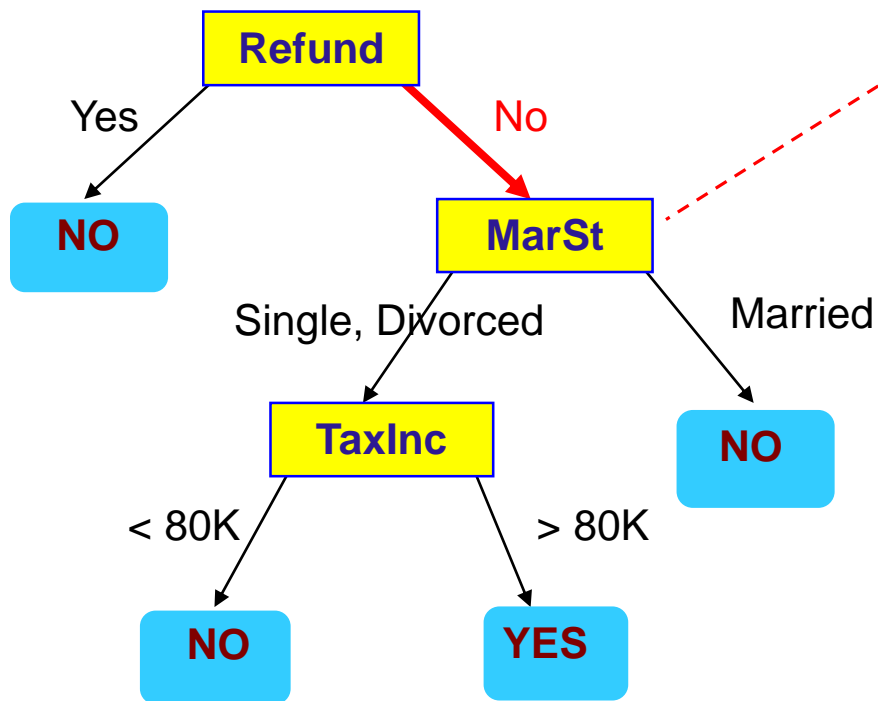 Refund
Yes
No
NO
MarSt
Single, Divorced
Married
TaxInc
NO
< 80K
> 80K
NO
YES